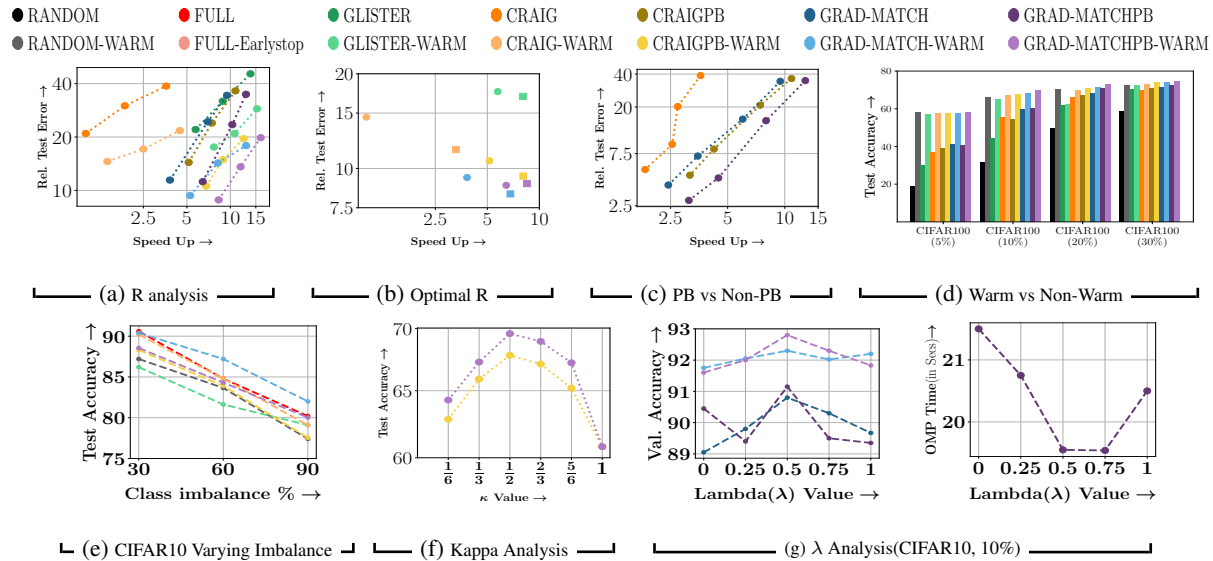 RANDOM FULL GLISTER CRAIG CRAIGPB GRAD-MATCH GRAD-MATCHPB
RANDOM-WARM FULL-Earlystop GLISTER-WARM CRAIG-WARM CRAIGPB-WARM GRAD-MATCH-WARM GRAD-MATCHPB-WARM
Rel. Test Error →
40
20
10
2.5 5 10 15
Speed Up →
Rel. Test Error →
20
15
10
7.5
2.5 5 10
Speed Up →
Rel. Test Error →
40
20
7.5
2.5
2.5 5 10 15
Speed Up →
Test Accuracy →
80
60
40
20
CIFAR100 CIFAR100 CIFAR100 CIFAR100
(5%) (10%) (20%) (30%)
(a) R analysis (b) Optimal R (c) PB vs Non-PB (d) Warm vs Non-Warm
Test Accuracy →
90
85
80
75
30 60 90
Class imbalance % →
Test Accuracy →
70
65
60
1/6 1/3 1/2 2/3 5/6 1
κ Value →
Val. Accuracy →
93
92
91
90
89
0 0.25 0.5 0.75 1
Lambda(λ) Value →
OMP Time(in Secs)→
21
20
0 0.25 0.5 0.75 1
Lambda(λ) Value →
(e) CIFAR10 Varying Imbalance (f) Kappa Analysis (g) λ Analysis(CIFAR10, 10%)